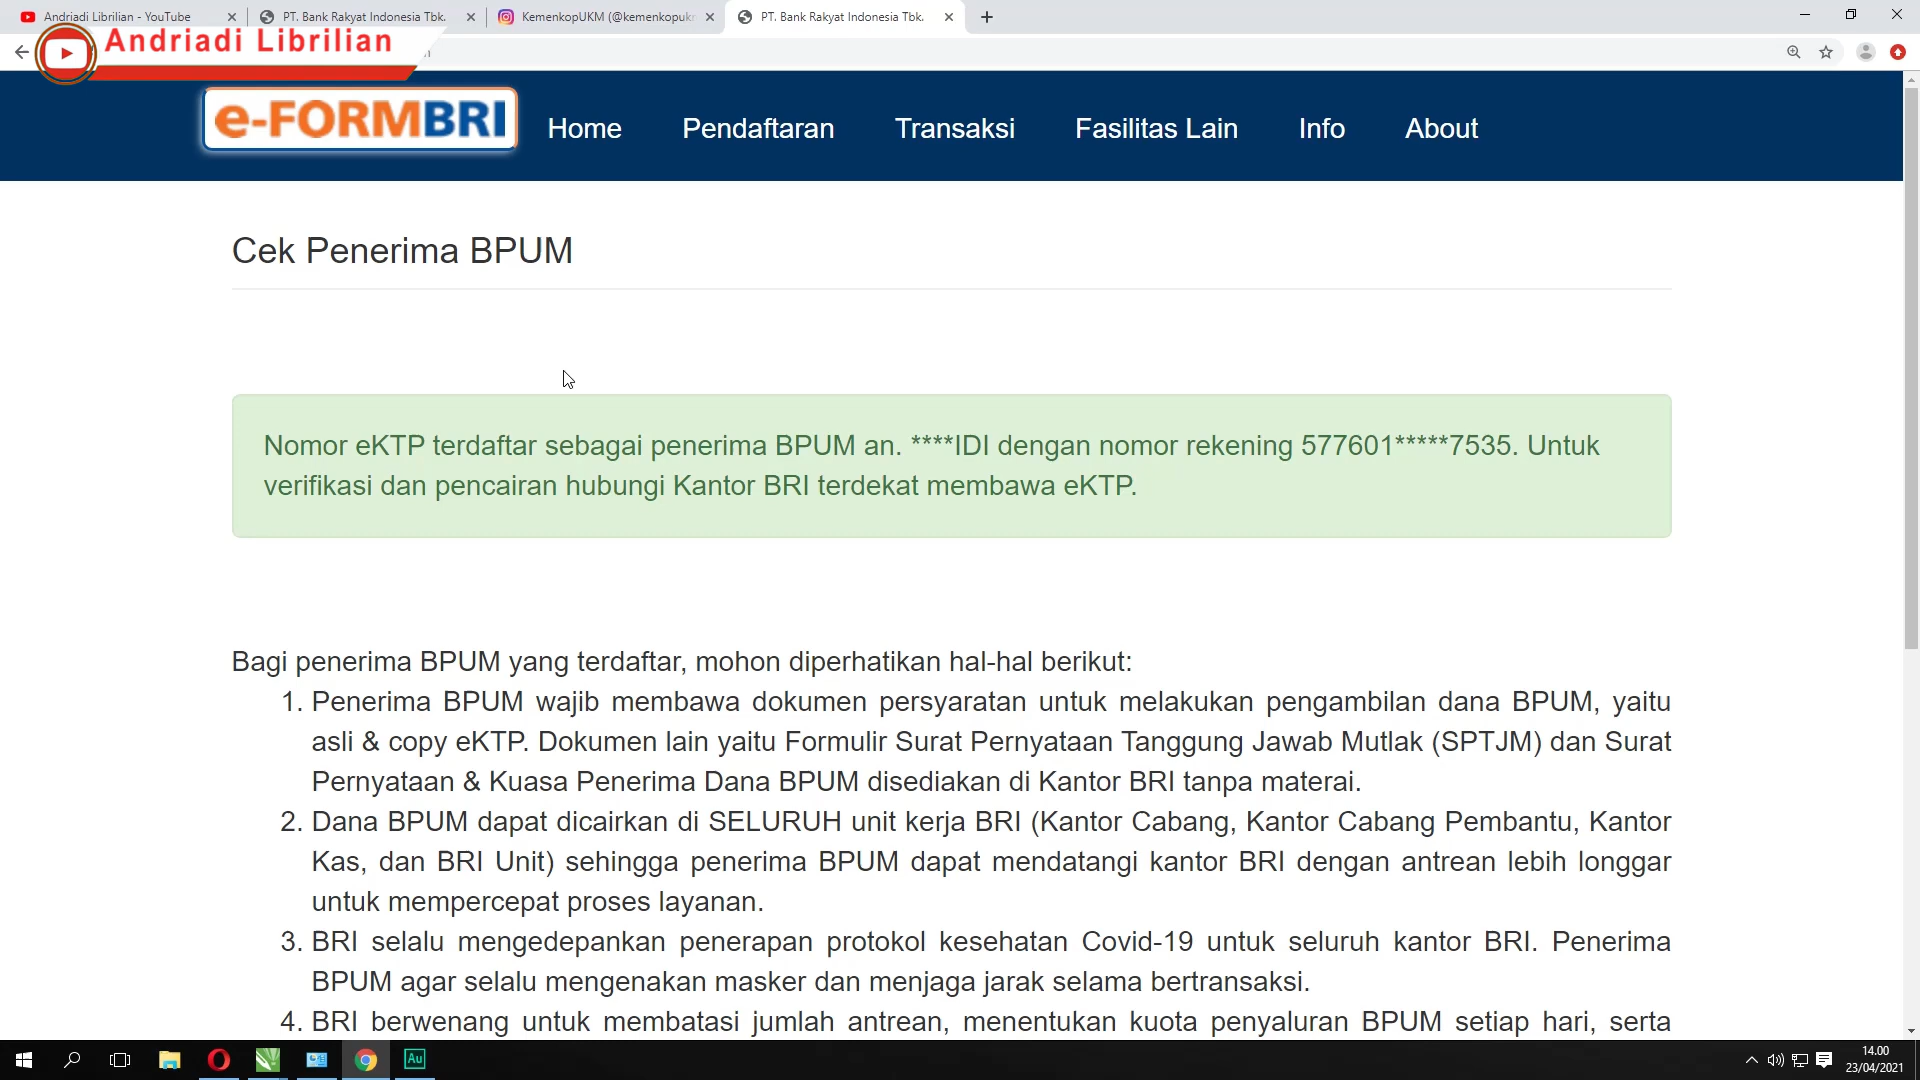 Andriadi Librilian - YouTube
PT. Bank Rakyat Indonesia Tbk.
KemenkopUKM (@kemenkopuk
PT. Bank Rakyat Indonesia Tbk.
Andriadi Librilian
e-FORMBRI
Home
Pendaftaran
Transaksi
Fasilitas Lain
Info
About
Cek Penerima BPUM
Nomor eKTP terdaftar sebagai penerima BPUM an. ****IDI dengan nomor rekening 577601*****7535. Untuk
verifikasi dan pencairan hubungi Kantor BRI terdekat membawa eKTP.
Bagi penerima BPUM yang terdaftar, mohon diperhatikan hal-hal berikut:
1. Penerima BPUM wajib membawa dokumen persyaratan untuk melakukan pengambilan dana BPUM, yaitu
asli & copy eKTP. Dokumen lain yaitu Formulir Surat Pernyataan Tanggung Jawab Mutlak (SPTJM) dan Surat
Pernyataan & Kuasa Penerima Dana BPUM disediakan di Kantor BRI tanpa materai.
2. Dana BPUM dapat dicairkan di SELURUH unit kerja BRI (Kantor Cabang, Kantor Cabang Pembantu, Kantor
Kas, dan BRI Unit) sehingga penerima BPUM dapat mendatangi kantor BRI dengan antrean lebih longgar
untuk mempercepat proses layanan.
3. BRI selalu mengedepankan penerapan protokol kesehatan Covid-19 untuk seluruh kantor BRI. Penerima
BPUM agar selalu mengenakan masker dan menjaga jarak selama bertransaksi.
4. BRI berwenang untuk membatasi jumlah antrean, menentukan kuota penyaluran BPUM setiap hari, serta
Au
14.00
23/04/2021